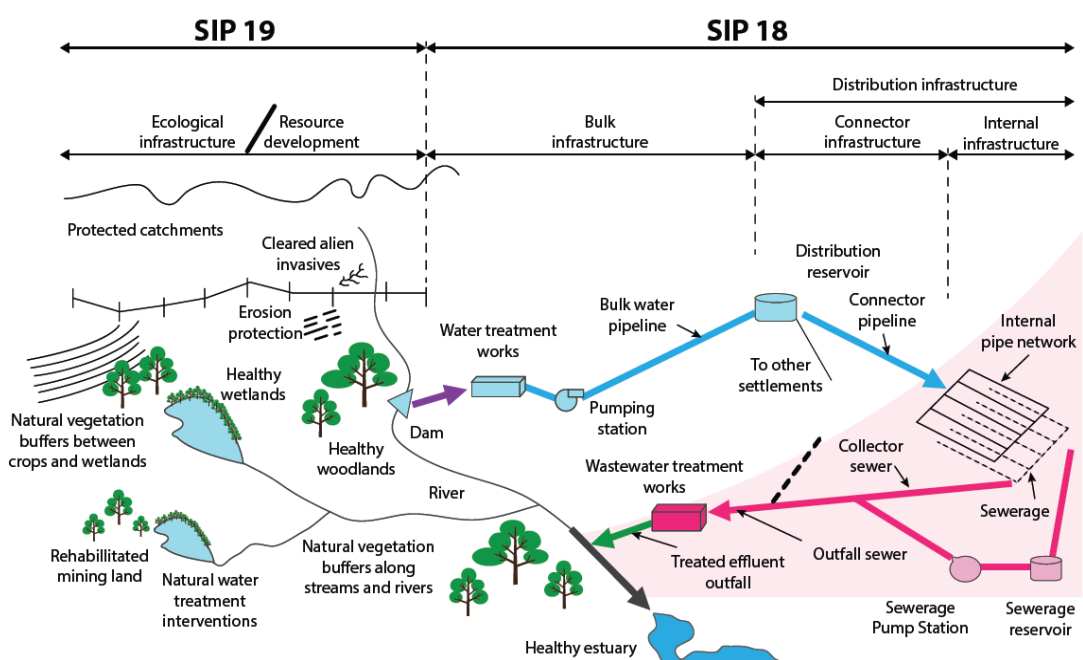 SIP 19
SIP 18
Distribution infrastructure
Ecological
infrastructure
Resource
development
Bulk
infrastructure
Connector
infrastructure
Internal
infrastructure
Protected catchments
Cleared alien
invasives
Erosion
protection
Distribution
reservoir
Bulk water
pipeline
Connector
pipeline
Internal
pipe network
Water treatment
works
To other
settlements
Healthy
wetlands
Pumping
station
Natural vegetation
buffers between
crops and wetlands
Dam
Healthy
woodlands
Collector
sewer
Wastewater treatment
works
River
Sewerage
Rehabillitated
mining land
Natural water
treatment
interventions
Natural vegetation
buffers along
streams and rivers
Treated effluent
outfall
Outfall sewer
Sewerage
Pump Station
Sewerage
reservoir
Healthy estuary